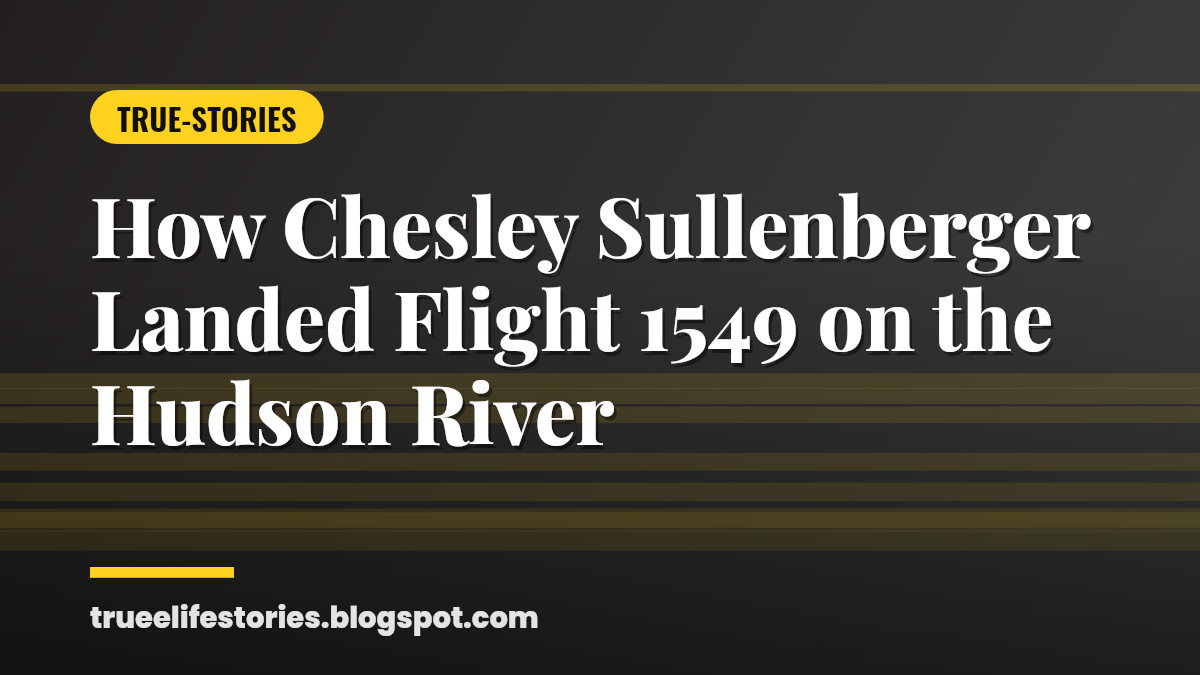 TRUE-STORIES
How Chesley Sullenberger
Landed Flight 1549 on the
Hudson River
trueelifestories.blogspot.com